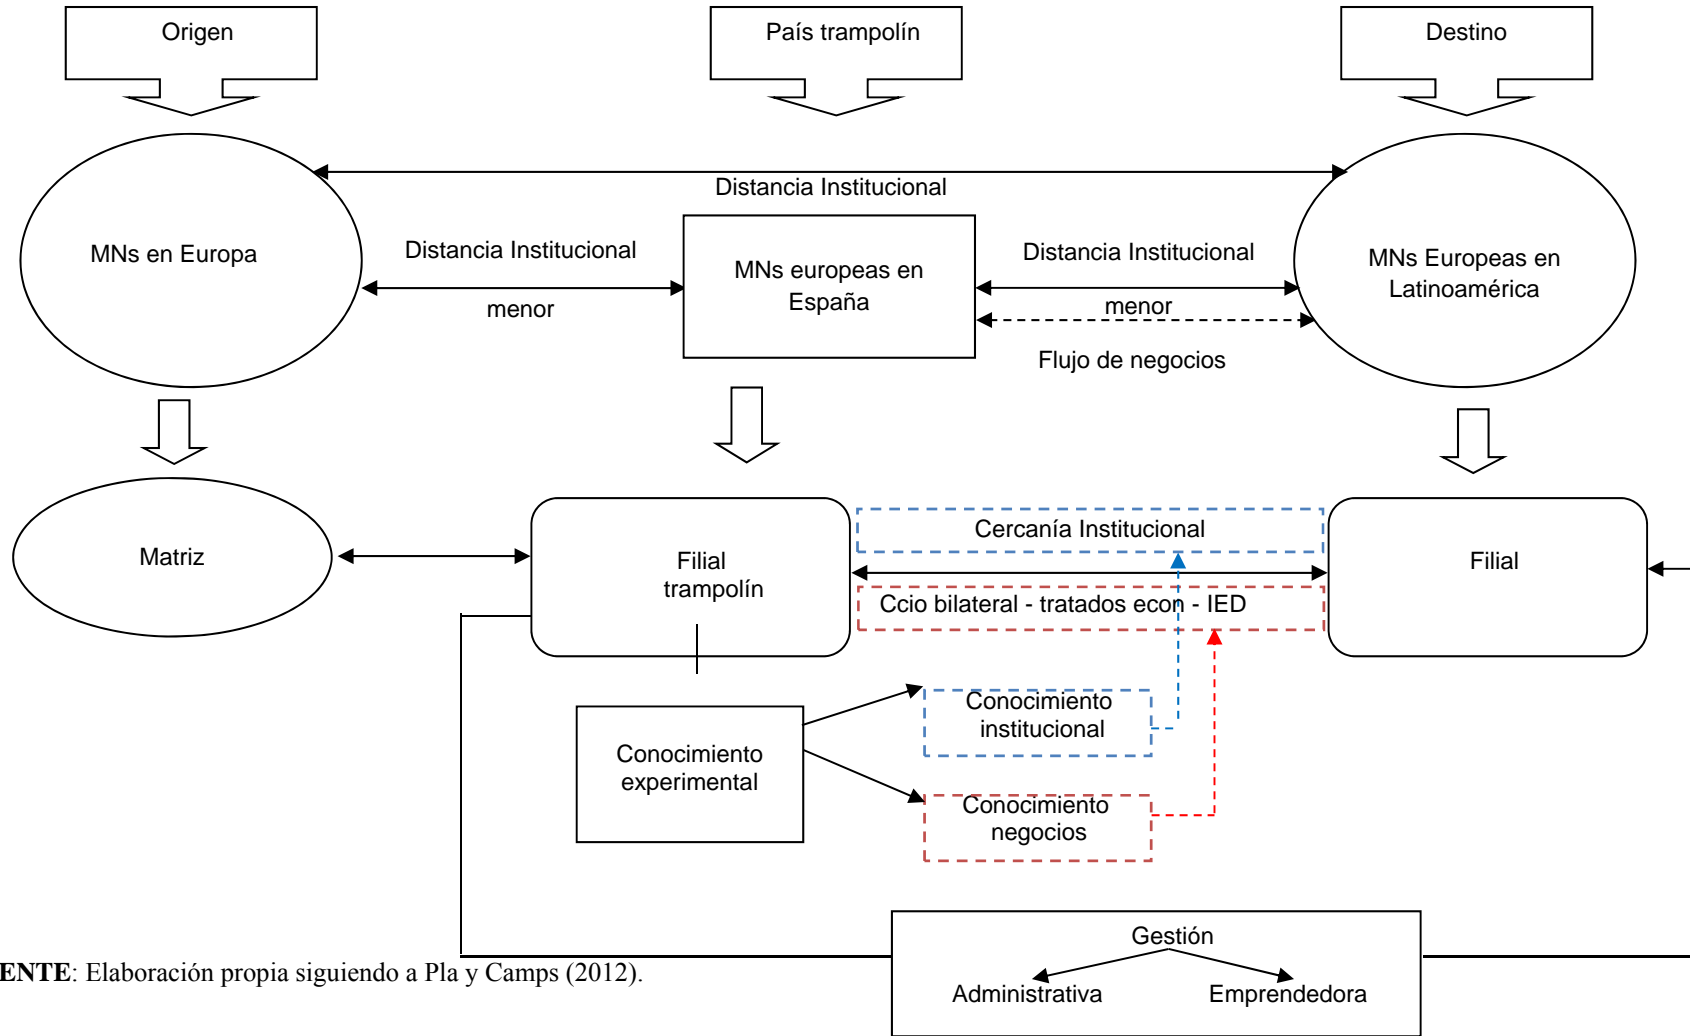 Origen
País trampolín
Destino
Distancia Institucional
MNs en Europa
Distancia Institucional
menor
MNs europeas en
España
Distancia Institucional
menor
Flujo de negocios
MNs Europeas en
Latinoamérica
Matriz
Filial
trampolín
Cercanía Institucional
Ccio bilateral - tratados econ - IED
Filial
Conocimiento
experimental
Conocimiento
institucional
Conocimiento
negocios
Gestión
Administrativa
Emprendedora
ENTE: Elaboración propia siguiendo a Pla y Camps (2012).